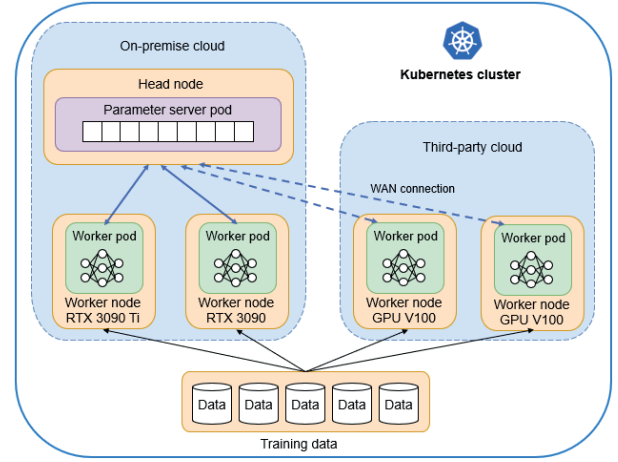 On-premise cloud
Kubernetes cluster
Head node
Parameter server pod
Third-party cloud
WAN connection
Worker pod
Worker node
RTX 3090 Ti
Worker pod
Worker node
RTX 3090
Worker pod
Worker node
GPU V100
Worker pod
Worker node
GPU V100
Data
Data
Data
Data
Data
Training data